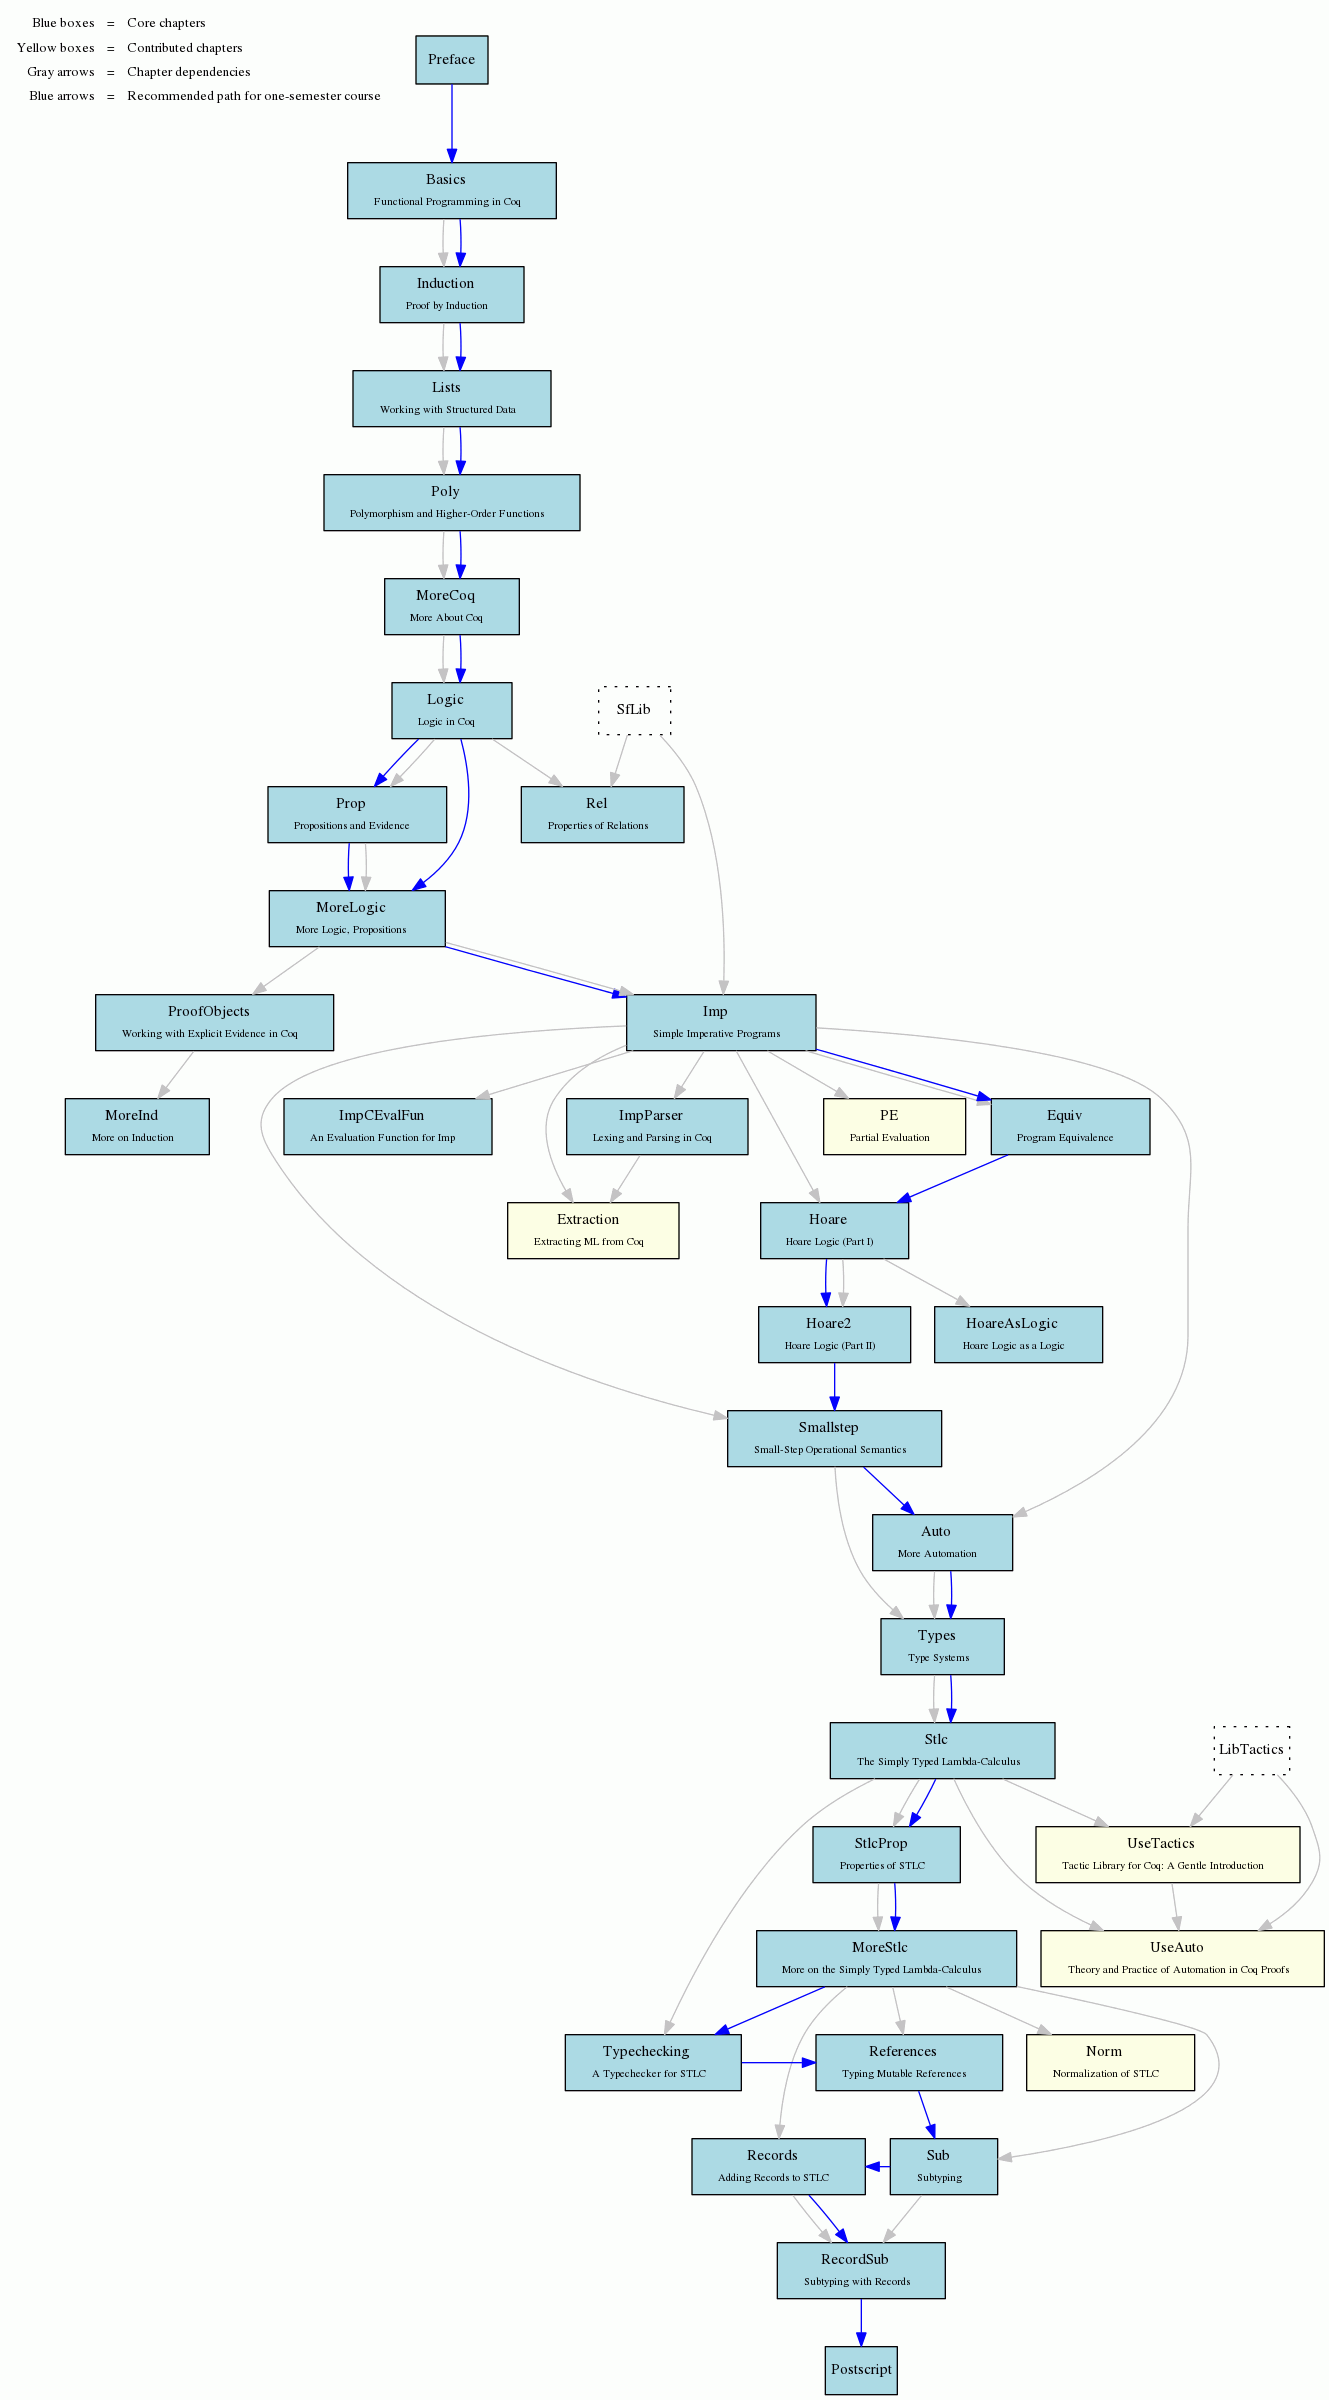 Blue boxes = Core chapters
Yellow boxes = Contributed chapters
Gray arrows = Chapter dependencies
Blue arrows = Recommended path for one-semester course
Preface
Basics
Functional Programming in Coq
Induction
Proof by Induction
Lists
Working with Structured Data
Poly
Polymorphism and Higher-Order Functions
MoreCoq
More About Coq
Logic
Logic in Coq
SfLib
Prop
Propositions and Evidence
Rel
Properties of Relations
MoreLogic
More Logic, Propositions
ProofObjects
Working with Explicit Evidence in Coq
Imp
Simple Imperative Programs
MoreInd
More on Induction
ImpCEvalFun
An Evaluation Function for Imp
ImpParser
Lexing and Parsing in Coq
PE
Partial Evaluation
Equiv
Program Equivalence
Extraction
Extracting ML from Coq
Hoare
Hoare Logic (Part I)
Hoare2
Hoare Logic (Part II)
HoareAsLogic
Hoare Logic as a Logic
Smallstep
Small-Step Operational Semantics
Auto
More Automation
Types
Type Systems
Stlc
The Simply Typed Lambda-Calculus
LibTactics
StlcProp
Properties of STLC
UseTactics
Tactic Library for Coq: A Gentle Introduction
MoreStlc
More on the Simply Typed Lambda-Calculus
UseAuto
Theory and Practice of Automation in Coq Proofs
Typechecking
A Typechecker for STLC
References
Typing Mutable References
Norm
Normalization of STLC
Records
Adding Records to STLC
Sub
Subtyping
RecordSub
Subtyping with Records
Postscript